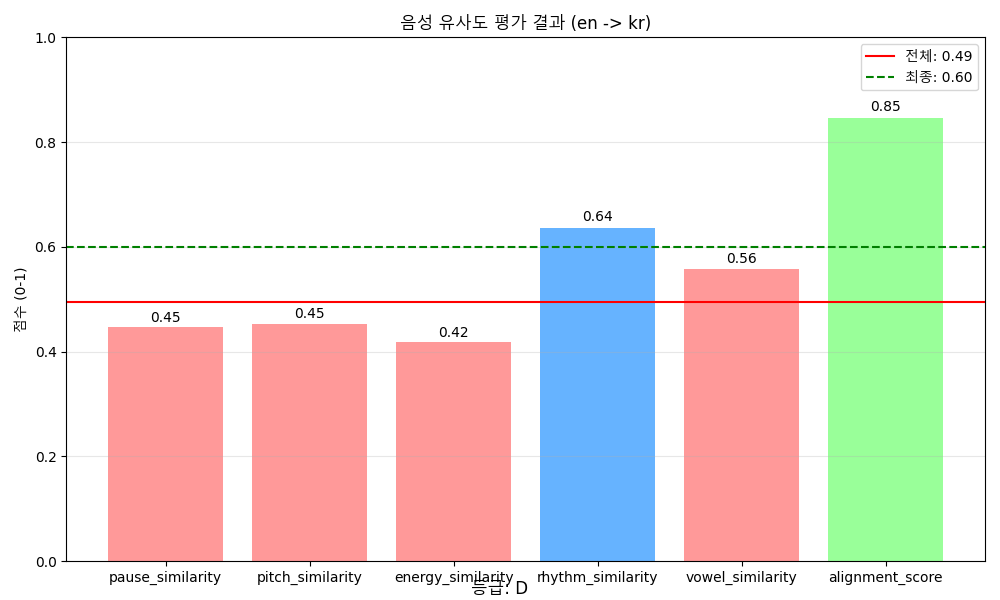 음성 유사도 평가 결과 (en -> kr)
전체: 0.49
최종: 0.60
점수 (0-1)
1.0
0.8
0.6
0.4
0.2
0.0
0.45
0.45
0.42
0.64
0.56
0.85
pause_similarity pitch_similarity energy_similarity rhythm_similarity vowel_similarity alignment_score
등급: D